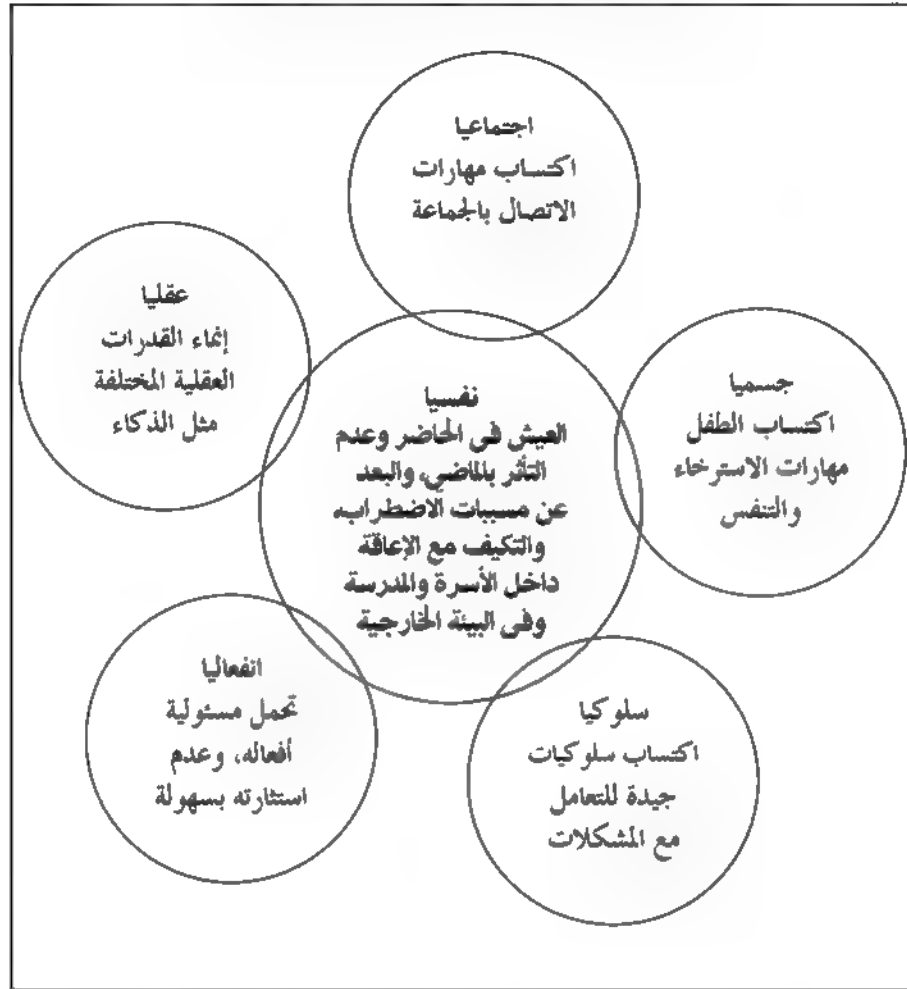 اجتماعيا
اكتساب مهارات
الاتصال بالجماعة
عقليا
إنماء القدرات
العقلية المختلفة
مثل الذكاء
جسميا
اكتساب الطفل
مهارات الاسترخاء
والتنفس
نفسيا
العيش في الحاضر وعدم
التأثر بالماضي، والبعد
عن مسببات الاضطراب،
والتكيف مع الإعاقة
داخل الأسرة والمدرسة
وفى البيئة الخارجية
انفعاليا
تحمل مسئولية
أفعاله، وعدم
استثارته بسهولة
سلوكيا
اكتساب سلوكيات
جيدة للتعامل
مع المشكلات